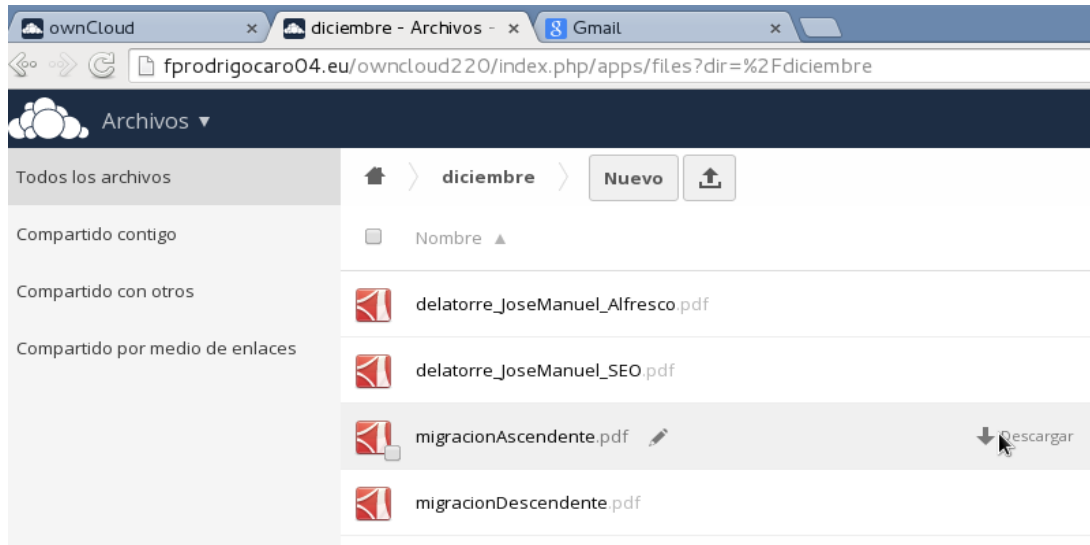 ownCloud × diciembre - Archivos - × Gmail ×
fprodrigocaro04.eu/owncloud220/index.php/apps/files?dir=%2Fdiciembre
Archivos ▼
Todos los archivos
diciembre Nuevo
Compartido contigo
Nombre ▲
Compartido con otros
delatorre_JoseManuel_Alfresco.pdf
Compartido por medio de enlaces
delatorre_JoseManuel_SEO.pdf
migracionAscendente.pdf Descargar
migracionDescendente.pdf